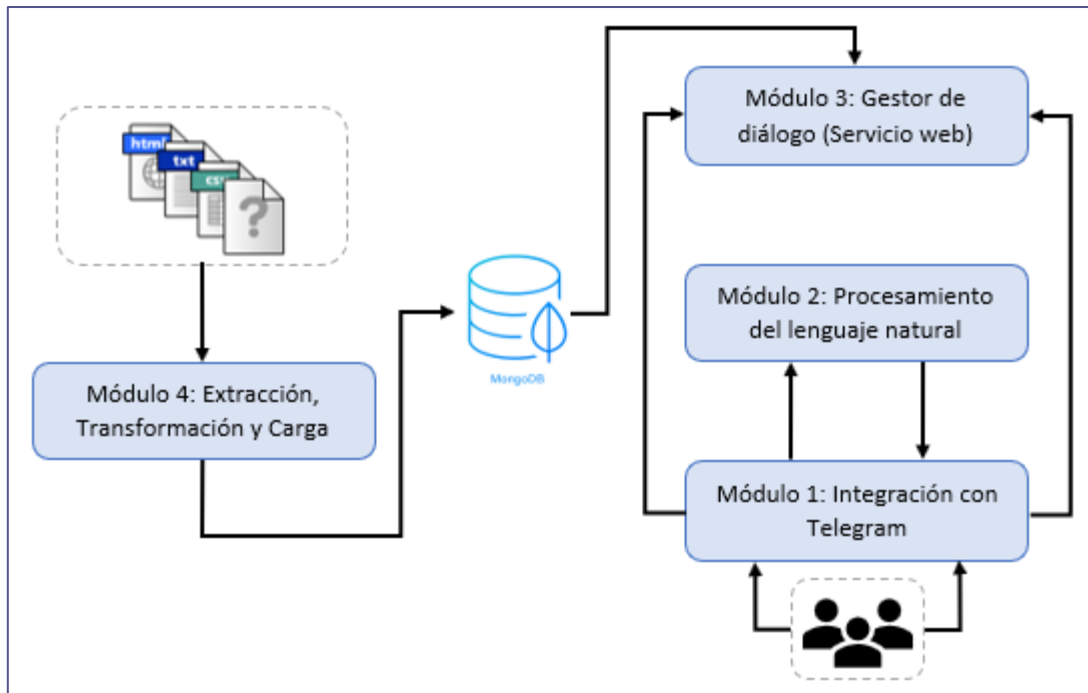 html
txt
csv
?
Módulo 4: Extracción,
Transformación y Carga
MongoDB
Módulo 3: Gestor de
diálogo (Servicio web)
Módulo 2: Procesamiento
del lenguaje natural
Módulo 1: Integración con
Telegram